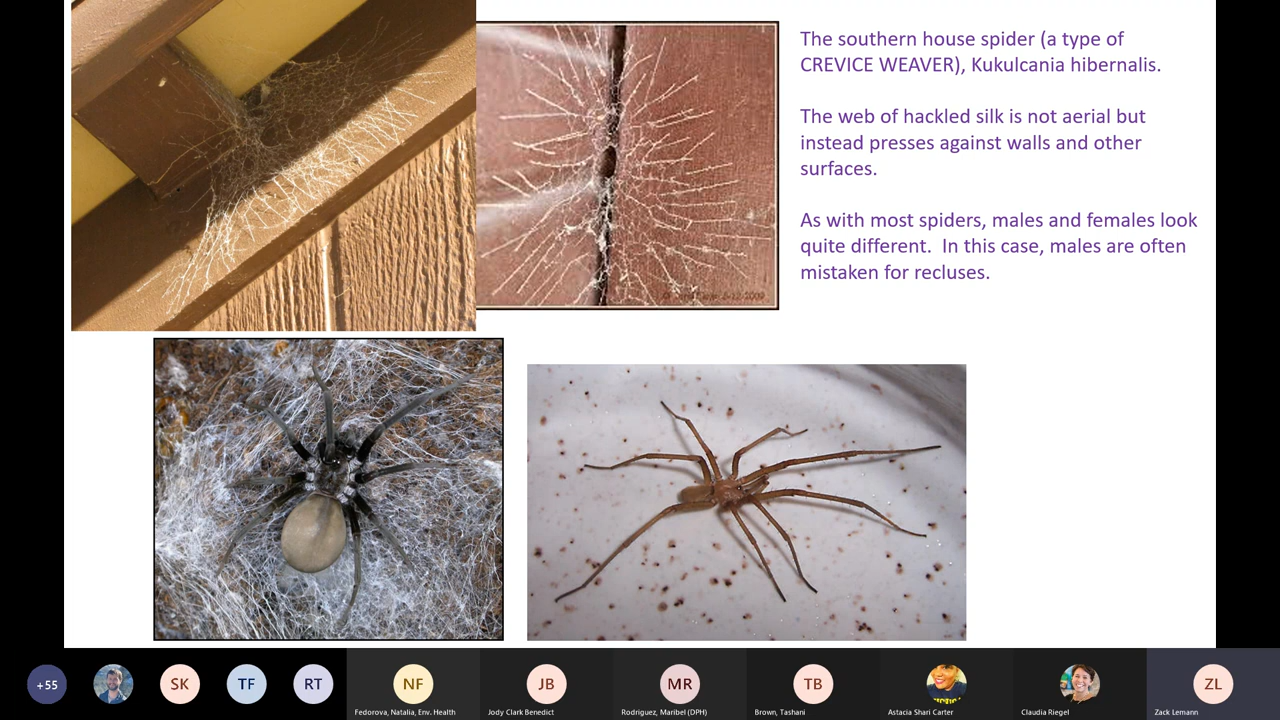 The southern house spider (a type of
CREVICE WEAVER), Kukulcania hibernalis.
The web of hackled silk is not aerial but
instead presses against walls and other
surfaces.
As with most spiders, males and females look
quite different.  In this case, males are often
mistaken for recluses.
+55
SK
TF
RT
NF
JB
MR
TB
ZL
Fedorova, Natalia, Env. Health
Jody Clark Benedict
Rodriguez, Maribel (DPH)
Brown, Tashani
Astacia Shari Carter
Claudia Riegel
Zack Lemann